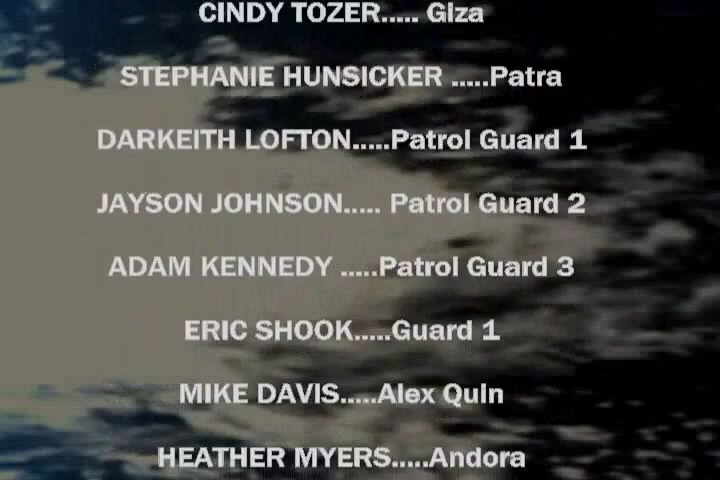 CINDY TOZER..... Giza
STEPHANIE HUNSICKER .....Patra
DARKEITH LOFTON.....Patrol Guard 1
JAYSON JOHNSON..... Patrol Guard 2
ADAM KENNEDY .....Patrol Guard 3
ERIC SHOOK.....Guard 1
MIKE DAVIS.....Alex Quin
HEATHER MYERS.....Andora